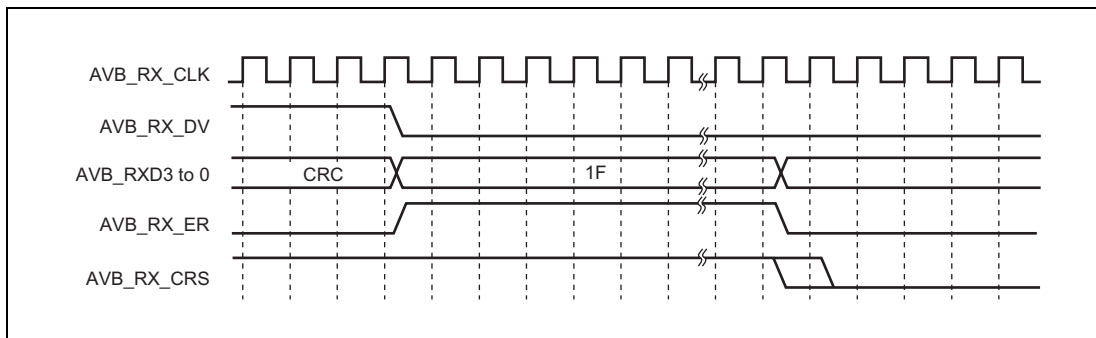 AVB_RX_CLK
AVB_RX_DV
AVB_RXD3 to 0
CRC
1F
AVB_RX_ER
AVB_RX_CRS